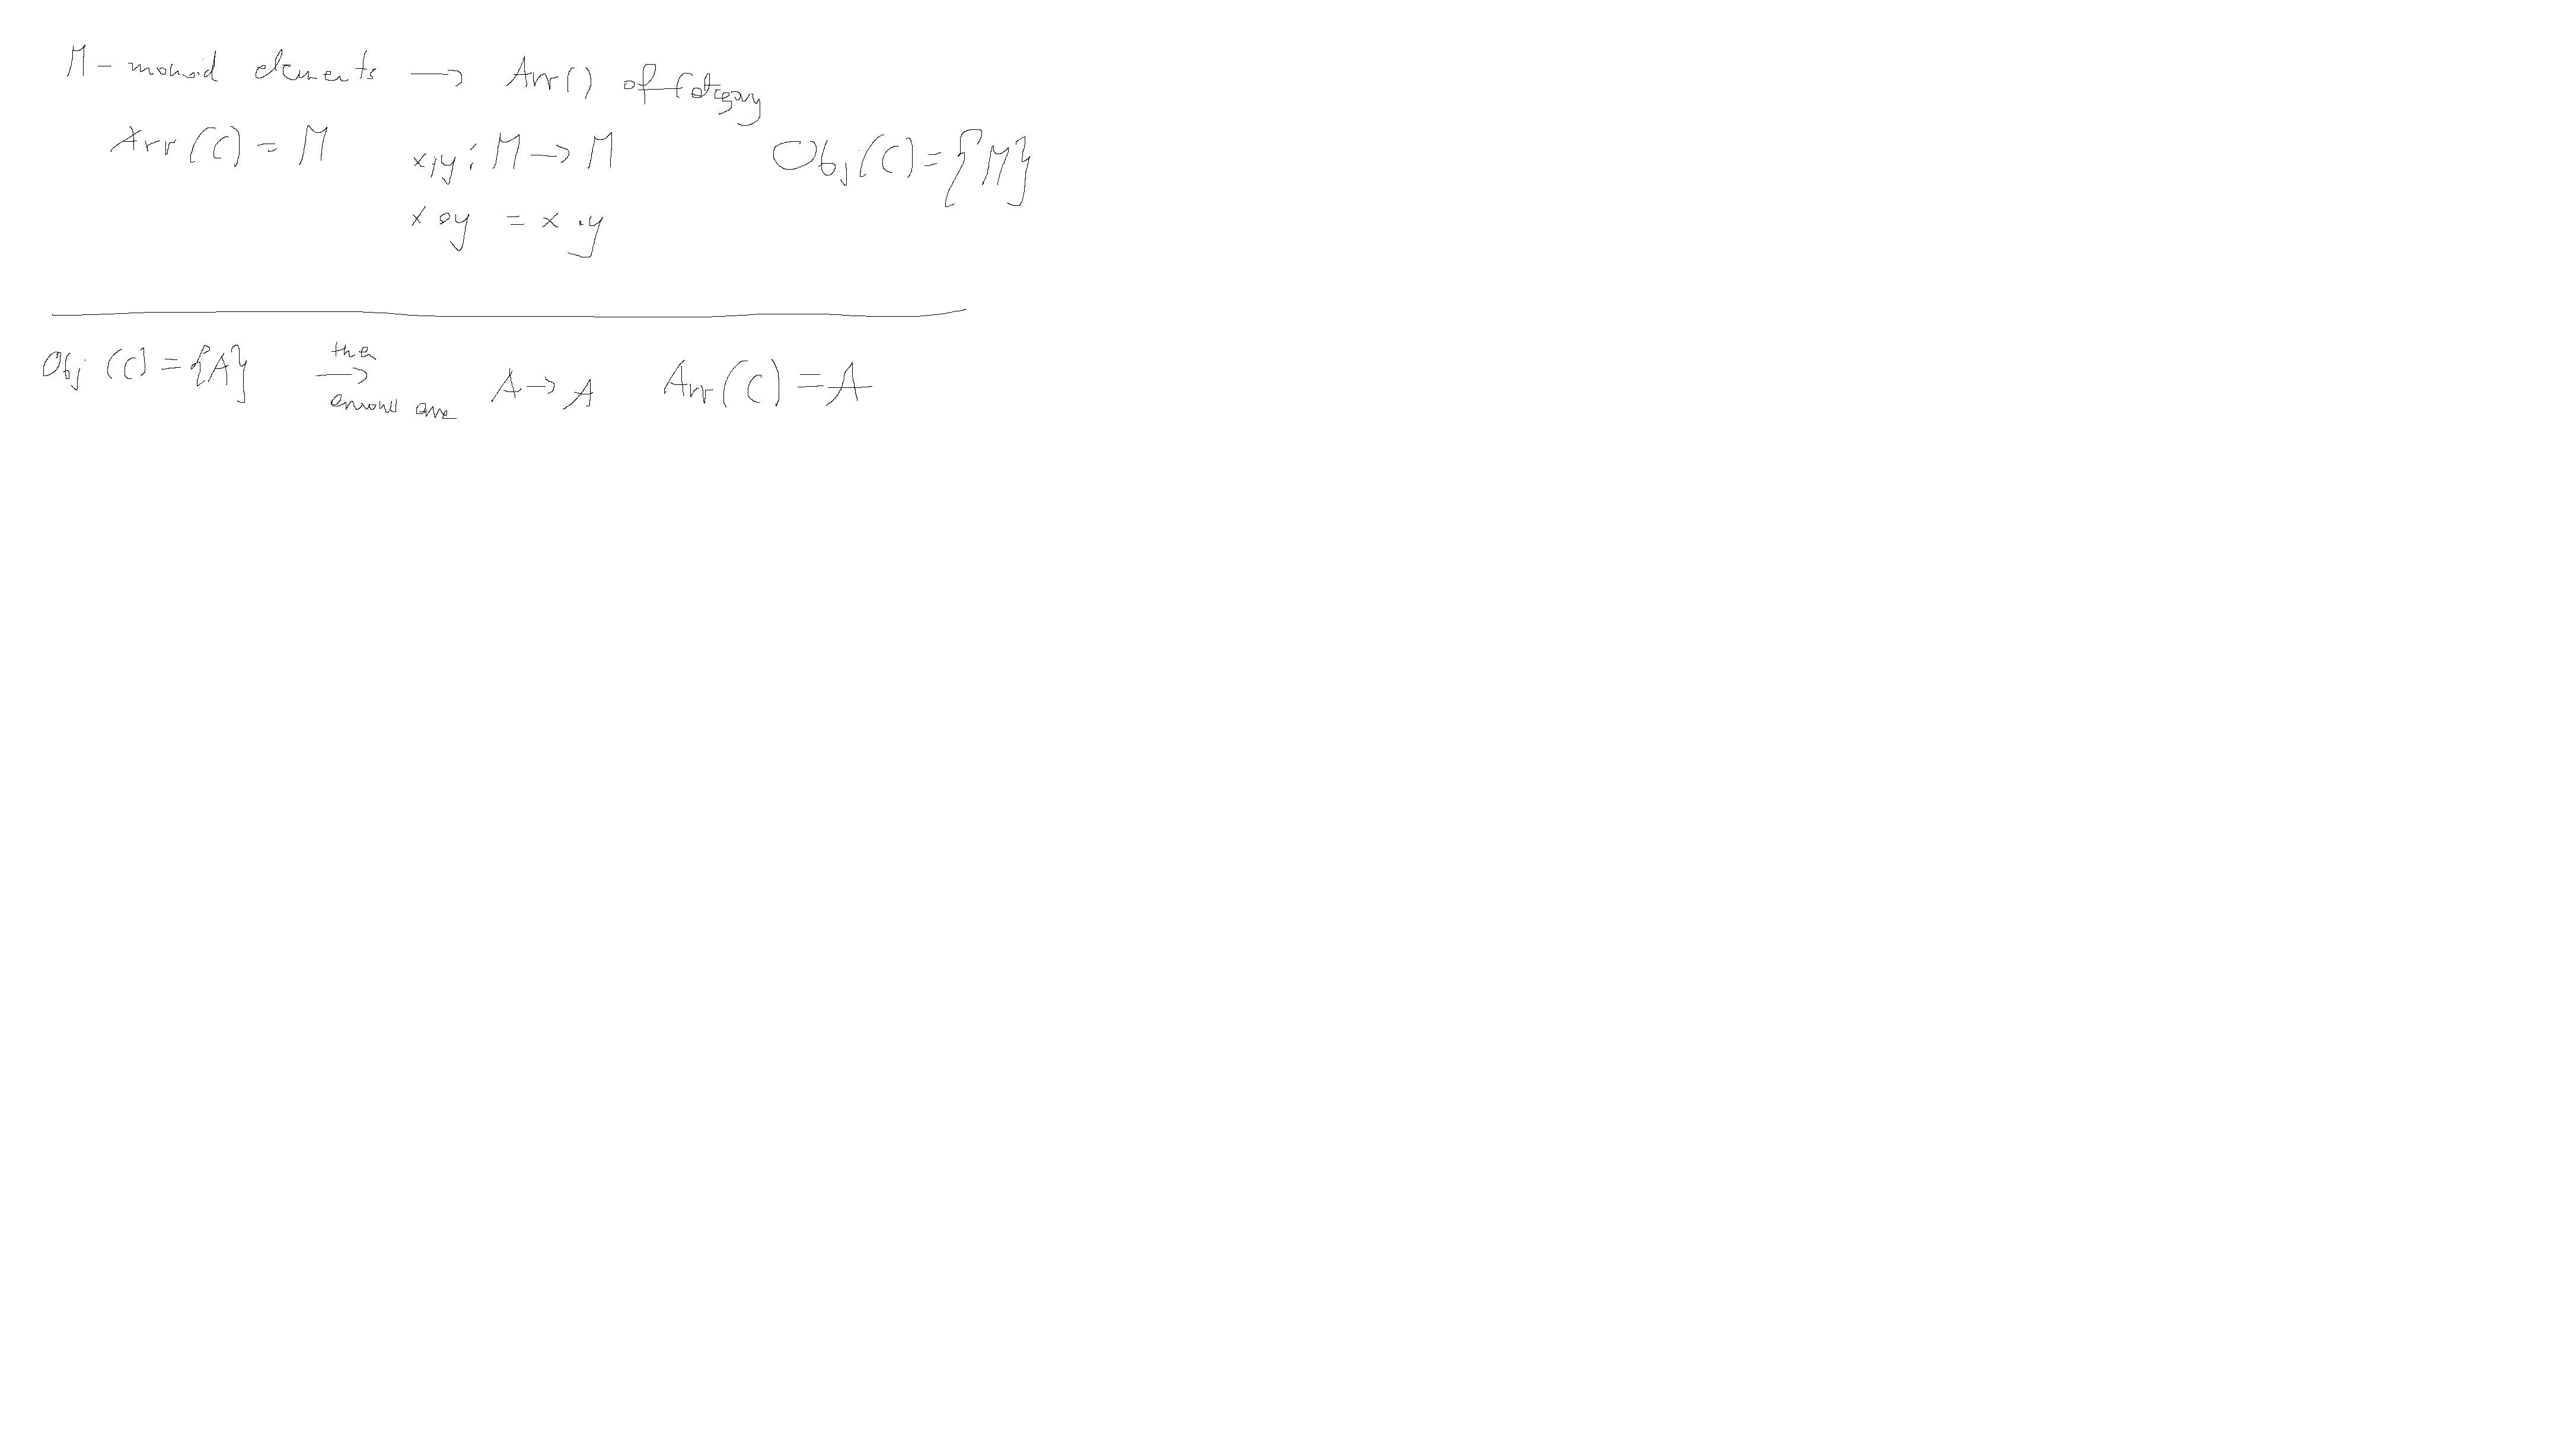 M - monoid elements → Arr() of Category
Arr(C) = M x,y : M → M Obj(C) = {M}
x ∘ y = x · y
Obj (C) = {A} then → arrows are A → A Arr(C) = A